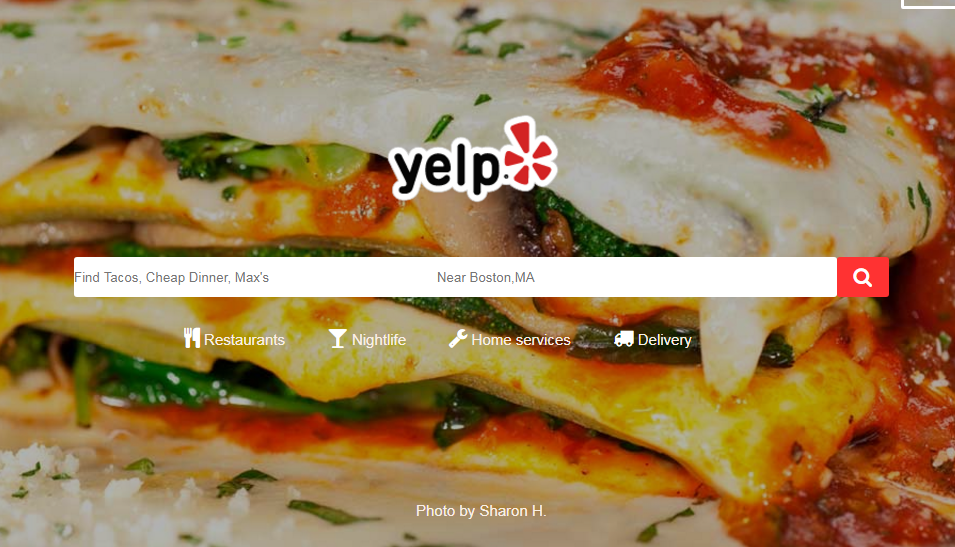 yelp
Find Tacos, Cheap Dinner, Max's Near Boston,MA
Restaurants Nightlife Home services Delivery
Photo by Sharon H.